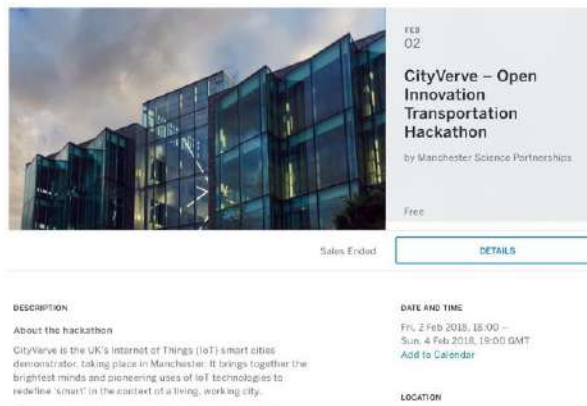 FEB
02
CityVerve – Open
Innovation
Transportation
Hackathon
by Manchester Science Partnerships
Free
Sales Ended
DETAILS
DESCRIPTION
About the hackathon
CityVerve is the UK's Internet of Things (IoT) smart cities
demonstrator, taking place in Manchester. It brings together the
brightest minds and pioneering uses of IoT technologies to
redefine 'smart' in the context of a living, working city.
DATE AND TIME
Fri, 2 Feb 2018, 18:00 –
Sun, 4 Feb 2018, 19:00 GMT
Add to Calendar
LOCATION